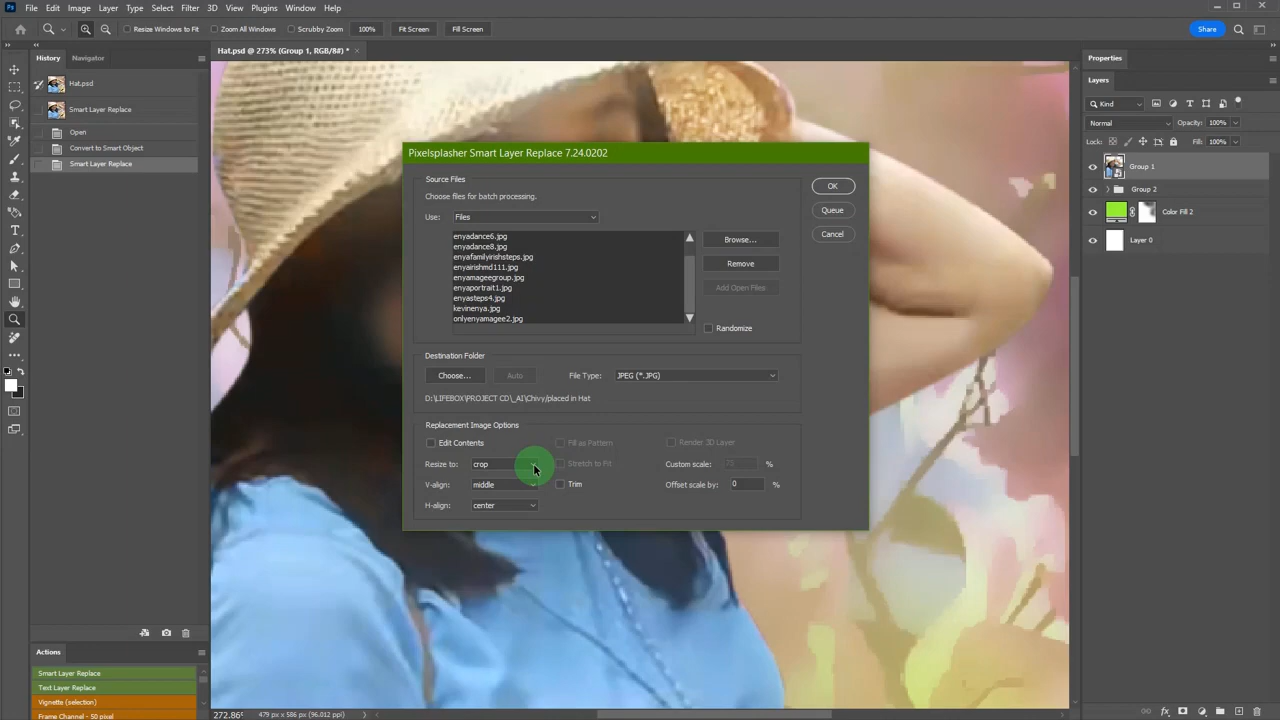 Ps File Edit Image Layer Type Select Filter 3D View Plugins Window Help
Resize Windows to Fit Zoom All Windows Scrubby Zoom 100% Fit Screen Fill Screen Share
Hat.psd @ 273% (Group 1, RGB/8#) * ×
History Navigator
Hat.psd
Smart Layer Replace
Open
Convert to Smart Object
Smart Layer Replace
Pixelsplasher Smart Layer Replace 7.24.0202
Source Files
Choose files for batch processing.
Use: Files
enyadance6.jpg
enyadance8.jpg
enyafamilyirishsteps.jpg
enyairishmd111.jpg
enyamageegroup.jpg
enyaportrait1.jpg
enyasteps4.jpg
kevinenya.jpg
onlyenyamagee2.jpg
OK
Queue
Cancel
Browse...
Remove
Add Open Files
Randomize
Destination Folder
Choose... Auto File Type: JPEG (*.JPG)
D:\LIFEBOX\PROJECT CD\_AI\Chivy/placed in Hat
Replacement Image Options
Edit Contents Fill as Pattern Render 3D Layer
Resize to: crop Stretch to Fit Custom scale: 73 %
V-align: middle Trim Offset scale by: 0 %
H-align: center
Properties
Layers
Kind
Normal Opacity: 100%
Lock: Fill: 100%
Group 1
Group 2
Color Fill 2
Layer 0
Actions
Smart Layer Replace
Text Layer Replace
Vignette (selection)
Frame Channel - 50 pixel
272.86% 479 px x 586 px (96.012 ppi)
fx